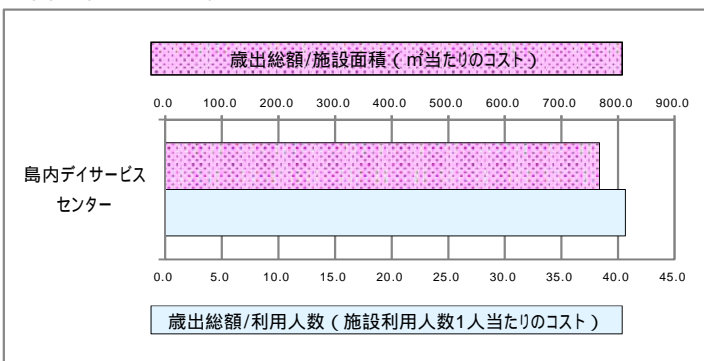 歳出総額/施設面積(㎡当たりのコスト)
0.0 100.0 200.0 300.0 400.0 500.0 600.0 700.0 800.0 900.0
島内デイサービス
センター
0.0 5.0 10.0 15.0 20.0 25.0 30.0 35.0 40.0 45.0
歳出総額/利用人数(施設利用人数1人当たりのコスト)